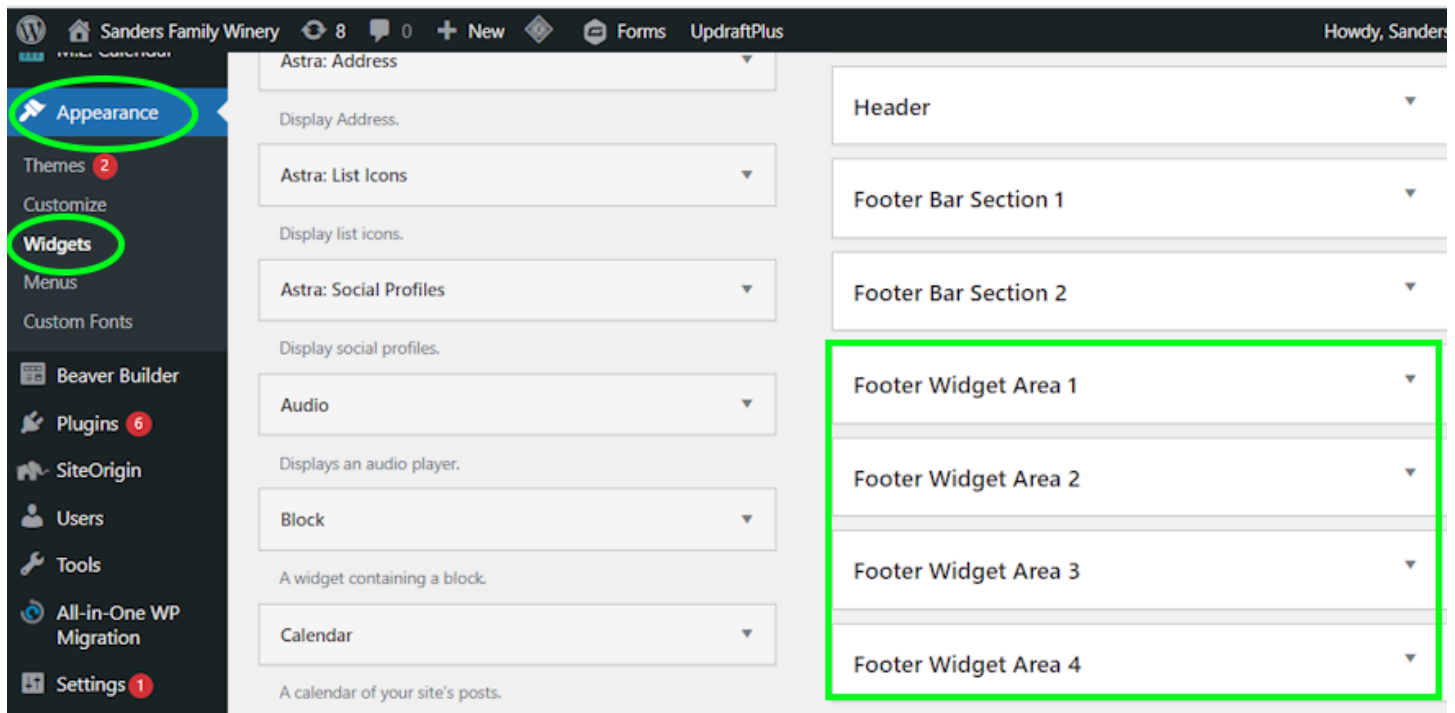 Sanders Family Winery 8 0 New Forms UpdraftPlus Howdy, Sanders
M.E. Calendar
Appearance
Themes 2
Customize
Widgets
Menus
Custom Fonts
Beaver Builder
Plugins 6
SiteOrigin
Users
Tools
All-in-One WP
Migration
Settings 1
Astra: Address
Display Address.
Astra: List Icons
Display list icons.
Astra: Social Profiles
Display social profiles.
Audio
Displays an audio player.
Block
A widget containing a block.
Calendar
A calendar of your site's posts.
Header
Footer Bar Section 1
Footer Bar Section 2
Footer Widget Area 1
Footer Widget Area 2
Footer Widget Area 3
Footer Widget Area 4